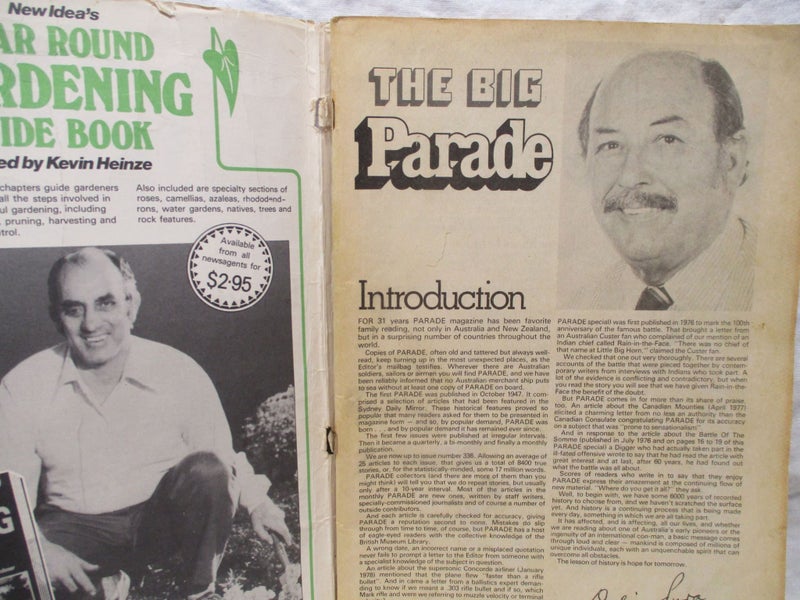 New Idea's
AR ROUND
RDENING
IDE BOOK
ed by Kevin Heinze
chapters guide gardeners
all the steps involved in
ul gardening, including
, pruning, harvesting and
trol.
Also included are specialty sections of
roses, camellias, azaleas, rhodod•nd-
rons, water gardens, natives, trees and
rock features.
Available
from all
newsagents for
$2·95
G
THE BIG
Parade
Introduction
FOR 31 years PARADE magazine has been favorite
family reading, not only in Australia and New Zealand,
but in a surprising number of countries throughout the
world.
Copies of PARADE, often old and tattered but always well-
read, keep turning up in the most unexpected places, as the
Editor's mailbag testifies. Wherever there are Australian
soldiers, sailors or airmen you will find PARADE, and we have
been reliably informed that no Australian merchant ship puts
to sea without at least one copy of PARADE on board.
The first PARADE was published in October 1947. It com-
prised a selection of articles that had been featured in the
Sydney Daily Mirror. These historical features proved so
popular that many readers asked for them to be presented in
magazine form — and so, by popular demand, PARADE was
born . . . and by popular demand it has remained ever since.
The first few issues were published at irregular intervals.
Then it became a quarterly, a bi-monthly and finally a monthly
publication.
We are now up to issue number 336. Allowing an average of
25 articles to each issue, that gives us a total of 8400 true
stories, or, for the statistically-minded, some 17 million words.
PARADE collectors (and there are more of them than you
might think) will tell you that we do repeat stories, but usually
only after a 10-year interval. Most of the articles in the
monthly PARADE are new ones, written by staff writers,
specially-commissioned journalists and of course a number of
outside contributors.
And each article is carefully checked for accuracy, giving
PARADE a reputation second to none. Mistakes do slip
through from time to time, of course, but PARADE has a host
of eagle-eyed readers with the collective knowledge of the
British Museum Library.
A wrong date, an incorrect name or a misplaced quotation
never fails to prompt a letter to the Editor from someone with
a specialist knowledge of the subject in question.
An article about the supersonic Concorde airliner (January
1978) mentioned that the plane flew "faster than a rifle
bullet". And in came a letter from a ballistics expert deman-
ding to know if we meant a .303 rifle bullet and if so, which
Mark rifle and were we referring to muzzle velocity or terminal
PARADE special) was first published in 1976 to mark the 100th
anniversary of the famous battle. That brought a letter from
an Australian Custer fan who complained of our mention of an
Indian chief called Rain-in-the-Face. "There was no chief of
that name at Little Big Horn," claimed the Custer fan.
We checked that one out very thoroughly. There are several
accounts of the battle that were pieced together by contem-
porary writers from interviews with Indians who took part. A
lot of the evidence is conflicting and contradictory, but when
you read the story you will see that we have given Rain-in-the-
Face the benefit of the doubt.
But PARADE comes in for more than its share of praise,
too. An article about the Canadian Mounties (April 1977)
elicited a charming letter from no less an authority than the
Canadian Consulate congratulating PARADE for its accuracy
on a subject that was "prone to sensationalism".
And in response to the article about the Battle Of The
Somme (published in July 1976 and on pages 16 to 19 of this
PARADE special) a Digger who had actually taken part in the
ill-fated offensive wrote to say that he had read the article with
great interest and at last, after 60 years, he had found out
what the battle was all about.
Scores of readers who write in to say that they enjoy
PARADE express their amazement at the continuing flow of
new material. "Where do you get it all?" they ask.
Well, to begin with, we have some 6000 years of recorded
history to choose from, and we haven't scratched the surface
yet. And history is a continuing process that is being made
every day, something in which we are all taking part.
It has affected, and is affecting, all our lives, and whether
we are reading about one of Australia's early pioneers or the
ingenuity of an international con-man, a basic message comes
through loud and clear — mankind is composed of millions of
unique individuals, each with an unquenchable spirit that can
overcome all obstacles.
The lesson of history is hope for tomorrow.